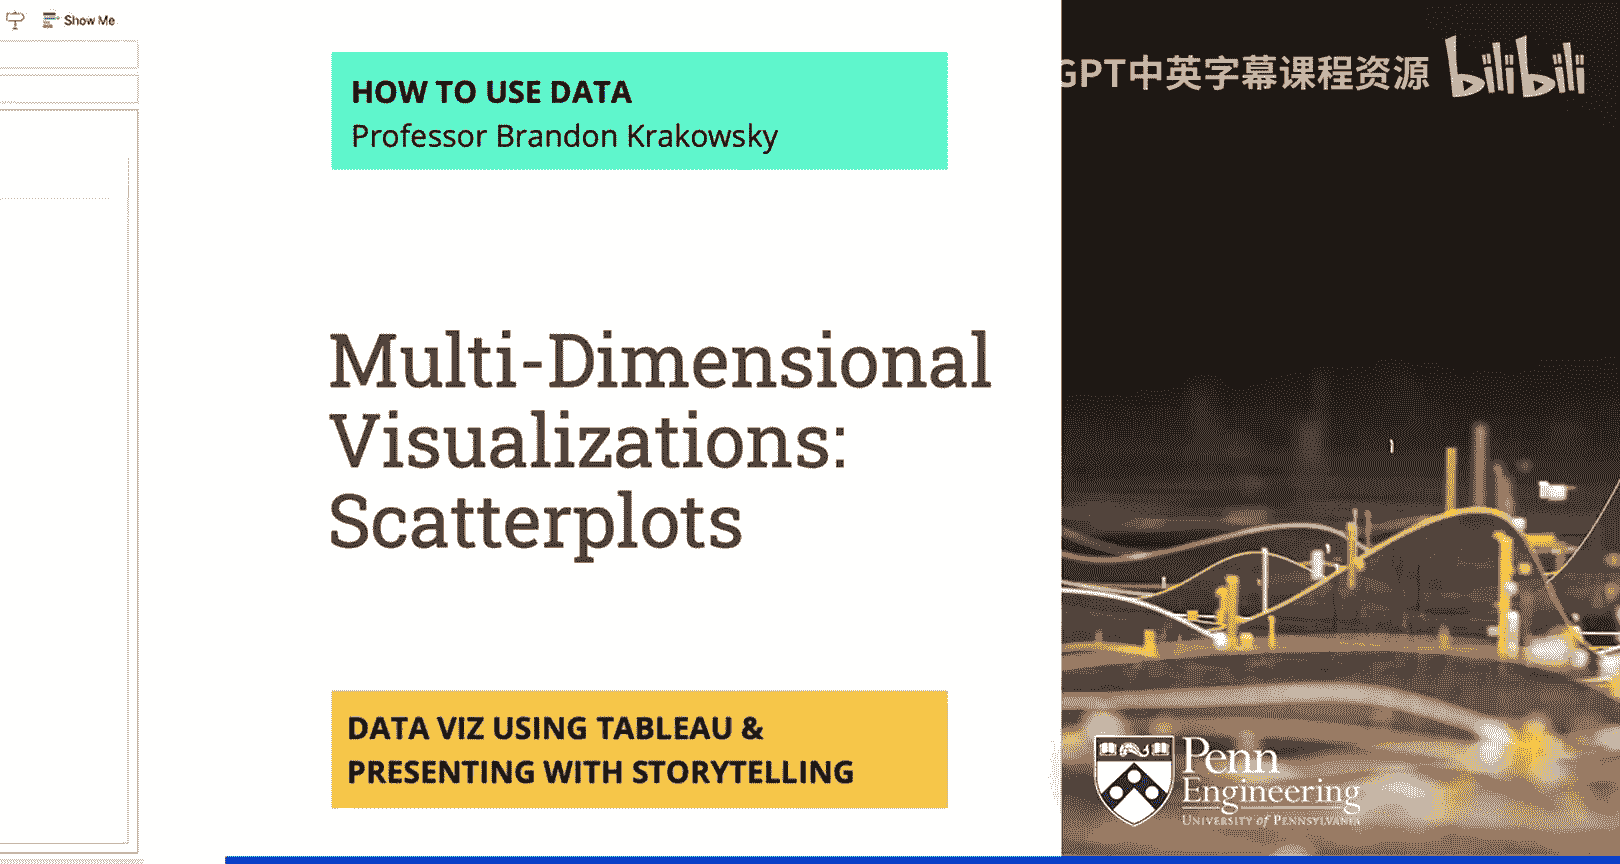 Show Me
HOW TO USE DATA
Professor Brandon Krakowsky
GPT中英字幕课程资源 bilibili
Multi-Dimensional
Visualizations:
Scatterplots
DATA VIZ USING TABLEAU &
PRESENTING WITH STORYTELLING
Penn
Engineering
UNIVERSITY of PENNSYLVANIA